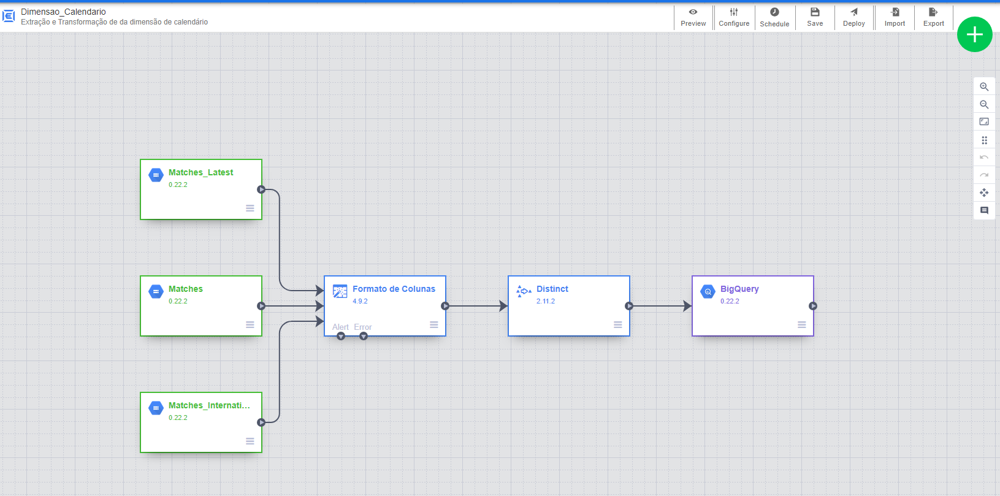 Dimensao_Calendario
Extração e Transformação de da dimensão de calendário
Preview
Configure
Schedule
Save
Deploy
Import
Export
Matches_Latest
0.22.2
Matches
0.22.2
Formato de Colunas
4.9.2
Alert Error
Distinct
2.11.2
BigQuery
0.22.2
Matches_Internati...
0.22.2